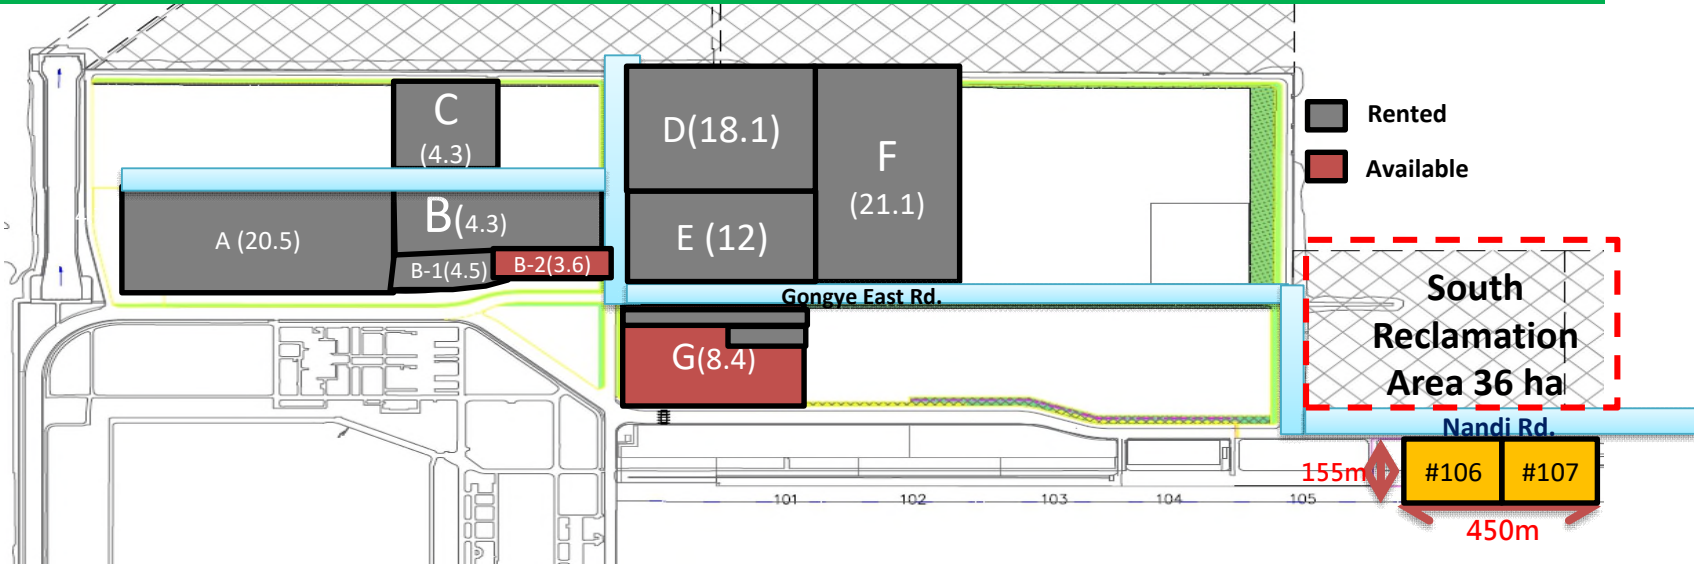 C
(4.3)
D(18.1)
F
(21.1)
Rented
Available
A (20.5)
B(4.3)
B-1(4.5)
B-2(3.6)
E (12)
Gongye East Rd.
G(8.4)
South
Reclamation
Area 36 ha
Nandi Rd.
155m
#106
#107
450m
101
102
103
104
105